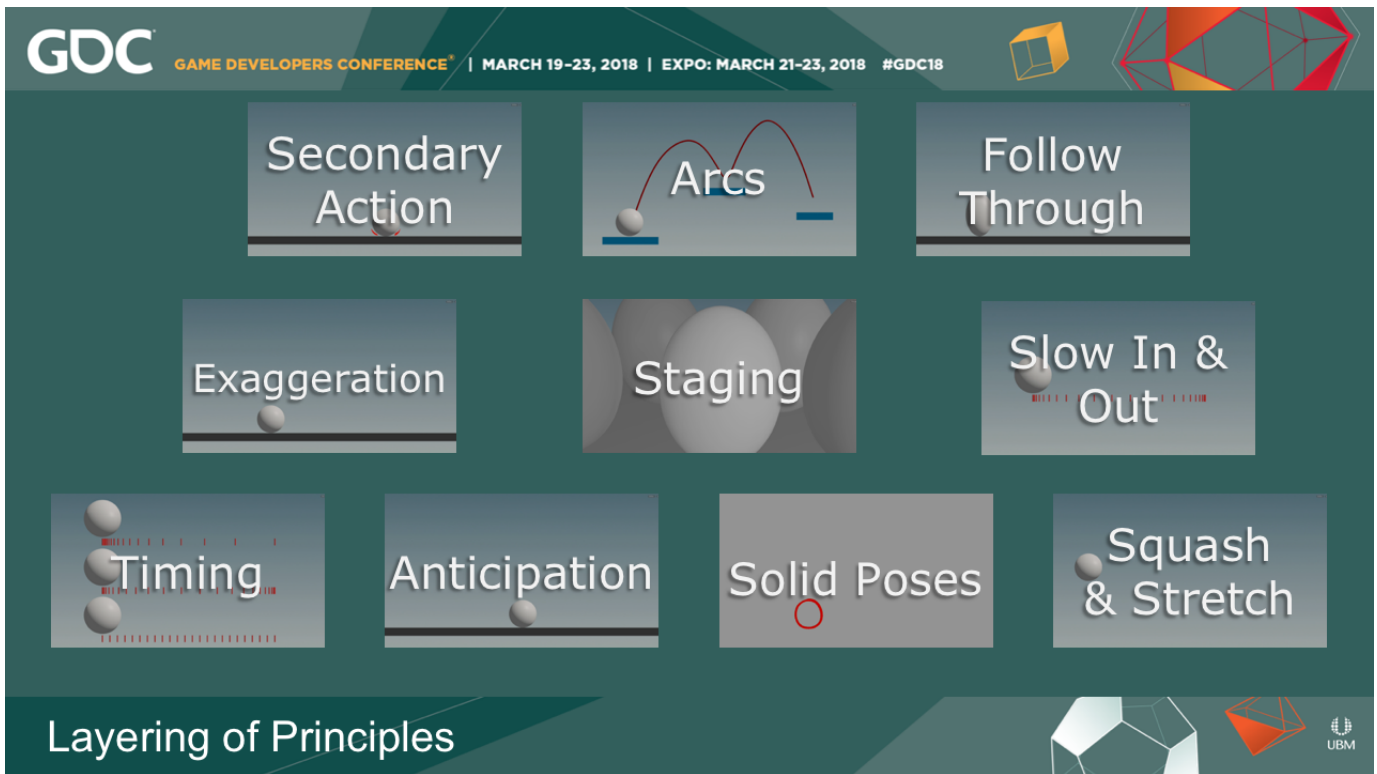 GDC
GAME DEVELOPERS CONFERENCE® | MARCH 19–23, 2018 | EXPO: MARCH 21–23, 2018 #GDC18
Secondary
Action
Arcs
Follow
Through
Exaggeration
Staging
Slow In &
Out
Timing
Anticipation
Solid Poses
Squash
& Stretch
Layering of Principles
UBM